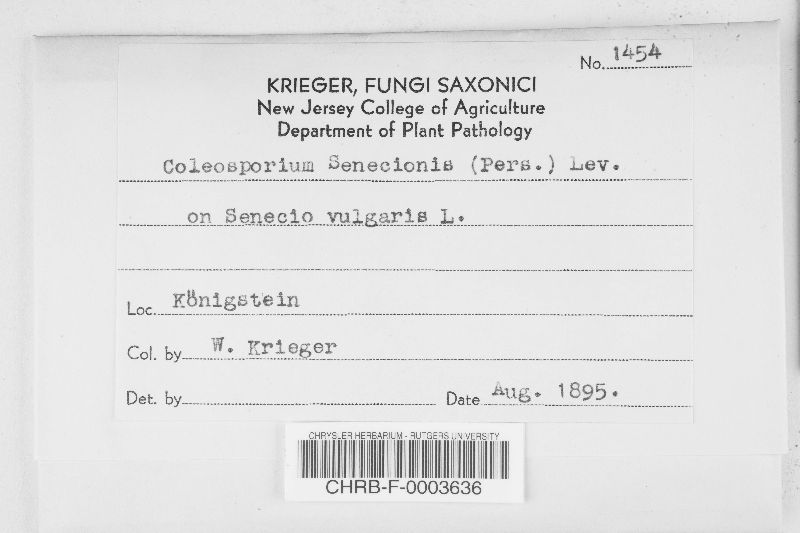 No. 1454
KRIEGER, FUNGI SAXONICI
New Jersey College of Agriculture
Department of Plant Pathology
Coleosporium Senecionis (Pers.) Lev.
on Senecio vulgaris L.
Loc. Königstein
Col. by W. Krieger
Det. by Date Aug. 1895.
CHRYSLER HERBARIUM - RUTGERS UNIVERSITY
CHRB-F-0003636